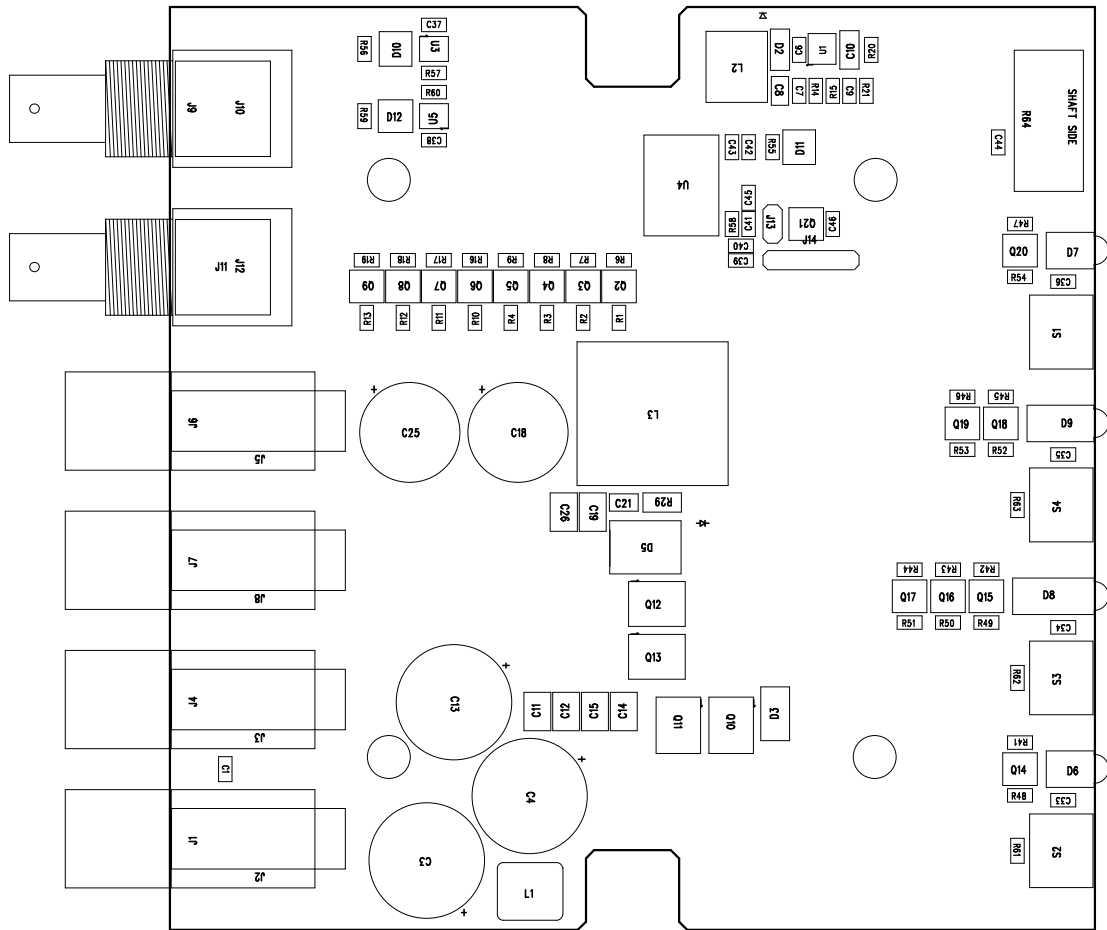 C37
R56
D10
U3
R57
R60
R59
D12
U5
C38
L2
D2
C6
U1
C10
R20
C8
C7
R14
R15
C9
R21
J9
J10
R64
SHAFT SIDE
C44
C43
C42
R55
D11
U4
C45
R58
C41
J13
Q21
C46
J14
C40
C39
R47
Q20
D7
R54
C36
J11
J12
R19
R18
R17
R16
R9
R8
R7
R6
Q9
Q8
Q7
Q6
Q5
Q4
Q3
Q2
R13
R12
R11
R10
R4
R3
R2
R1
S1
J6
J5
+
C25
+
C18
L3
R46
R45
Q19
Q18
D9
R53
R52
C35
C26
C19
C21
R29
R63
S4
D5
J7
J8
R44
R43
R42
Q17
Q16
Q15
D8
R51
R50
R49
C34
Q12
Q13
R62
S3
J4
J3
+
C13
C11
C12
C15
C14
Q11
Q10
D3
C1
R41
Q14
D6
R48
C33
+
C4
J1
J2
C3
+
L1
R61
S2